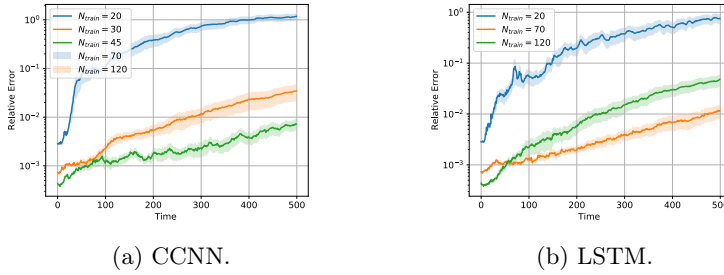 N_train = 20
N_train = 30
N_train = 45
N_train = 70
N_train = 120
10^0
10^-1
10^-2
10^-3
Relative Error
0 100 200 300 400 500
Time
(a) CCNN.
N_train = 20
N_train = 70
N_train = 120
10^0
10^-1
10^-2
10^-3
Relative Error
0 100 200 300 400 500
Time
(b) LSTM.